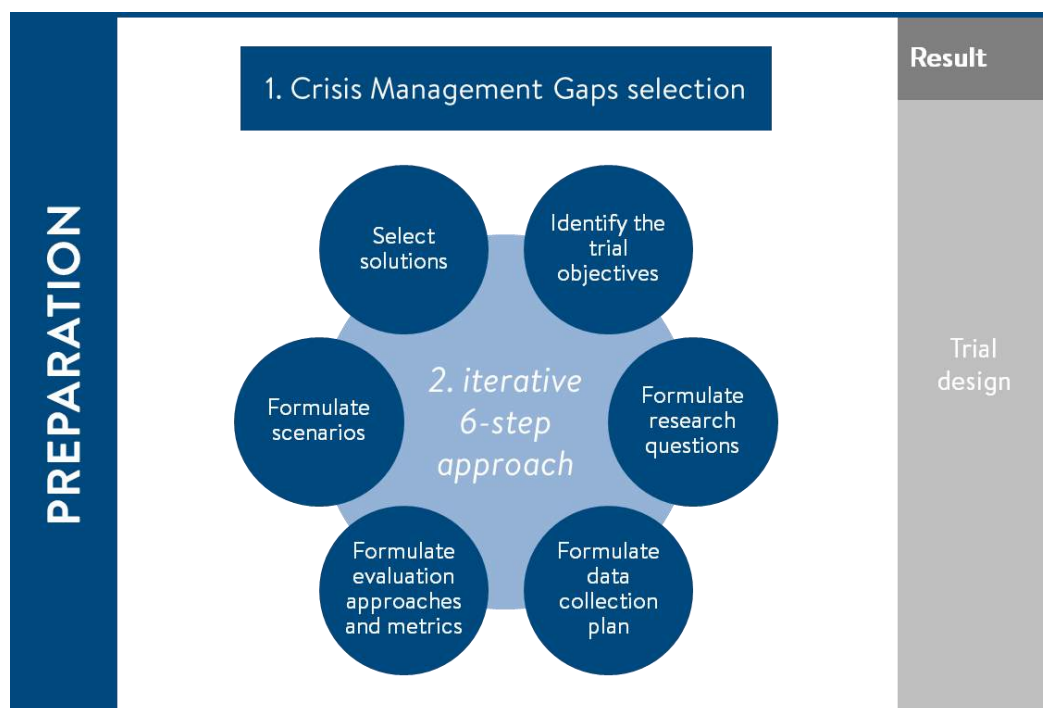 PREPARATION
1. Crisis Management Gaps selection
Select
solutions
Identify the
trial
objectives
Formulate
scenarios
2. iterative
6-step
approach
Formulate
research
questions
Formulate
evaluation
approaches
and metrics
Formulate
data
collection
plan
Result
Trial
design